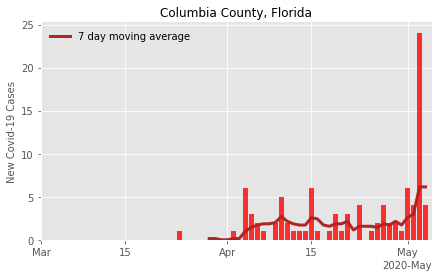 Columbia County, Florida
7 day moving average
New Covid-19 Cases
25
20
15
10
5
0
Mar
15
Apr
15
May
2020-May